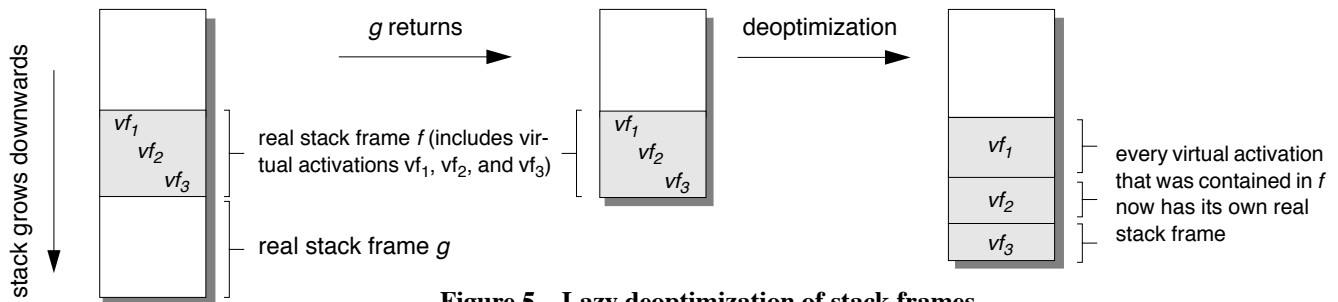 stack grows downwards
g returns
deoptimization
vf1
vf2
vf3
real stack frame f (includes vir-
tual activations vf1, vf2, and vf3)
real stack frame g
vf1
vf2
vf3
vf1
vf2
vf3
every virtual activation
that was contained in f
now has its own real
stack frame
Figure 5. Lazy deoptimization of stack frames